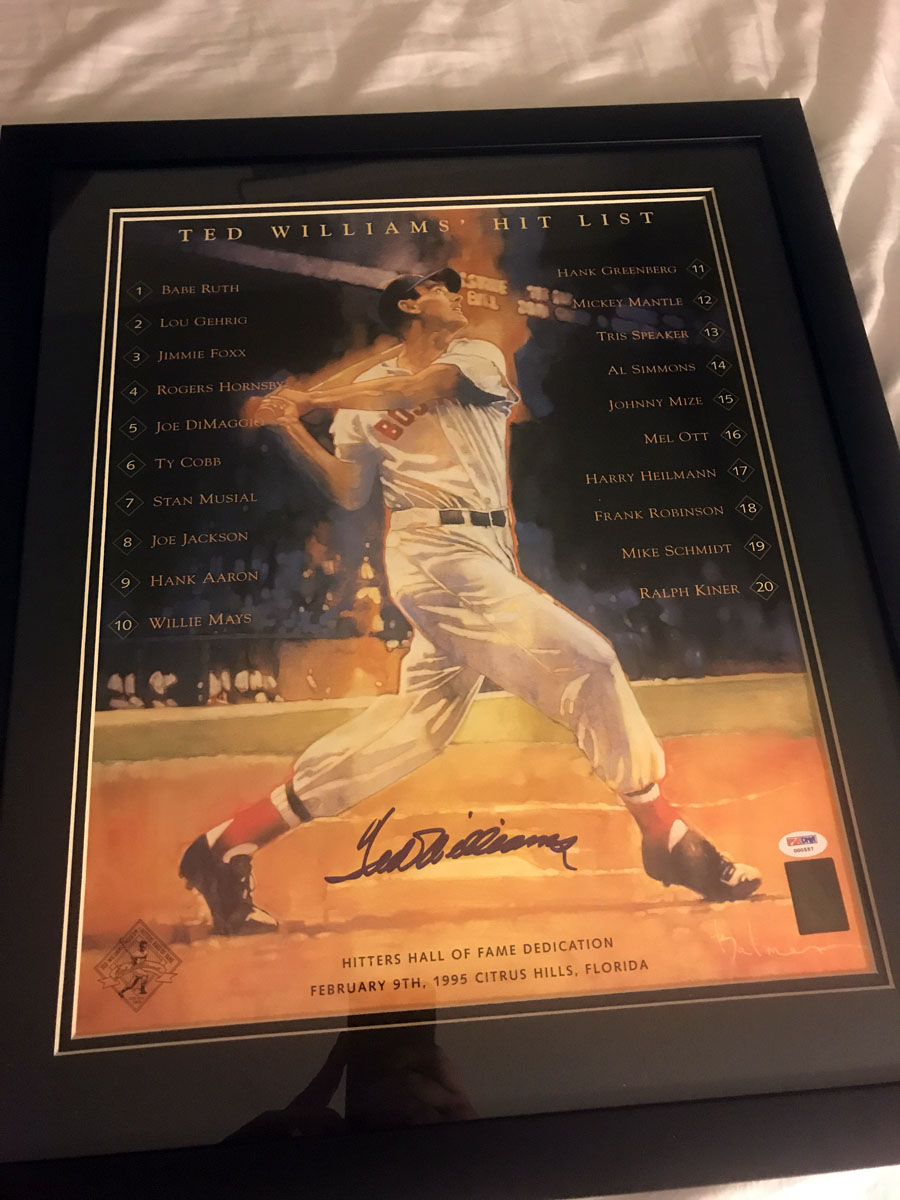 TED WILLIAMS' HIT LIST
1 BABE RUTH
2 LOU GEHRIG
3 JIMMIE FOXX
4 ROGERS HORNSBY
5 JOE DIMAGGIO
6 TY COBB
7 STAN MUSIAL
8 JOE JACKSON
9 HANK AARON
10 WILLIE MAYS
HANK GREENBERG 11
MICKEY MANTLE 12
TRIS SPEAKER 13
AL SIMMONS 14
JOHNNY MIZE 15
MEL OTT 16
HARRY HEILMANN 17
FRANK ROBINSON 18
MIKE SCHMIDT 19
RALPH KINER 20
BOS
Ted Williams
PSA/DNA
HITTERS HALL OF FAME DEDICATION
FEBRUARY 9TH, 1995 CITRUS HILLS, FLORIDA